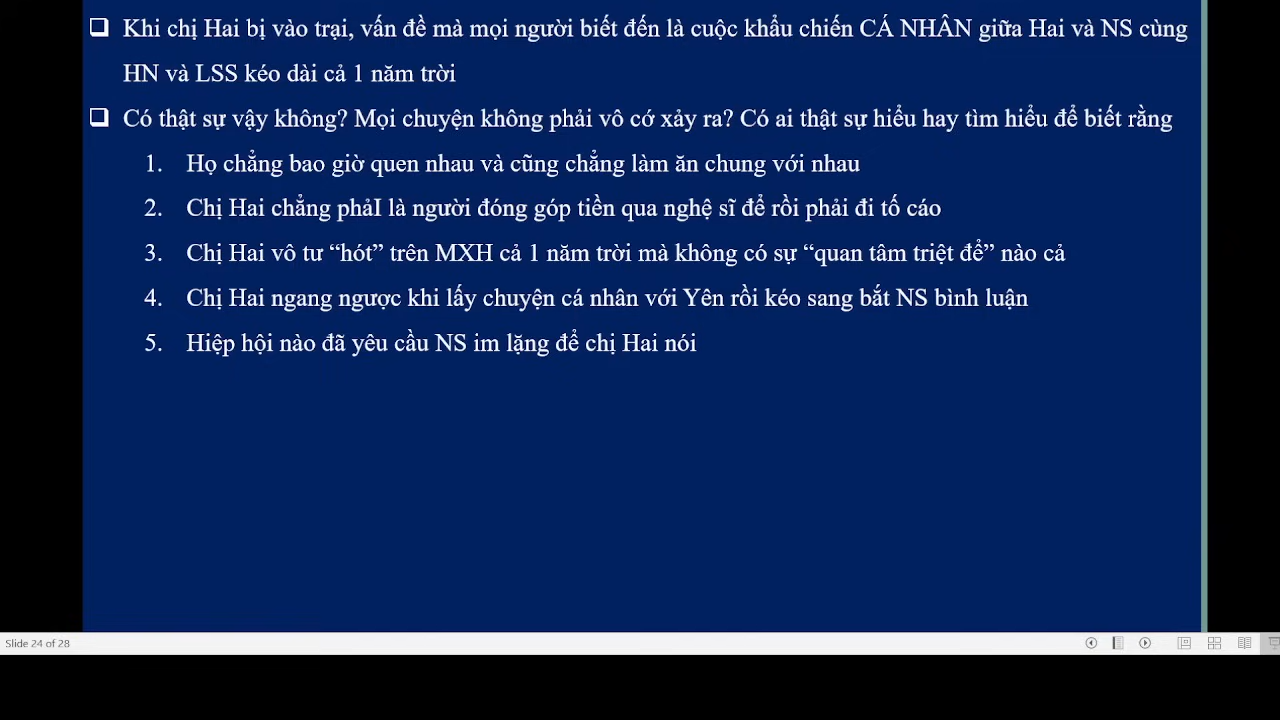 Khi chị Hai bị vào trại, vấn đề mà mọi người biết đến là cuộc khẩu chiến CÁ NHÂN giữa Hai và NS cùng
HN và LSS kéo dài cả 1 năm trời
Có thật sự vậy không? Mọi chuyện không phải vô cớ xảy ra? Có ai thật sự hiểu hay tìm hiểu để biết rằng
1. Họ chẳng bao giờ quen nhau và cũng chẳng làm ăn chung với nhau
2. Chị Hai chẳng phảI là người đóng góp tiền qua nghệ sĩ để rồi phải đi tố cáo
3. Chị Hai vô tư “hót” trên MXH cả 1 năm trời mà không có sự “quan tâm triệt để” nào cả
4. Chị Hai ngang ngược khi lấy chuyện cá nhân với Yên rồi kéo sang bắt NS bình luận
5. Hiệp hội nào đã yêu cầu NS im lặng để chị Hai nói
Slide 24 of 28